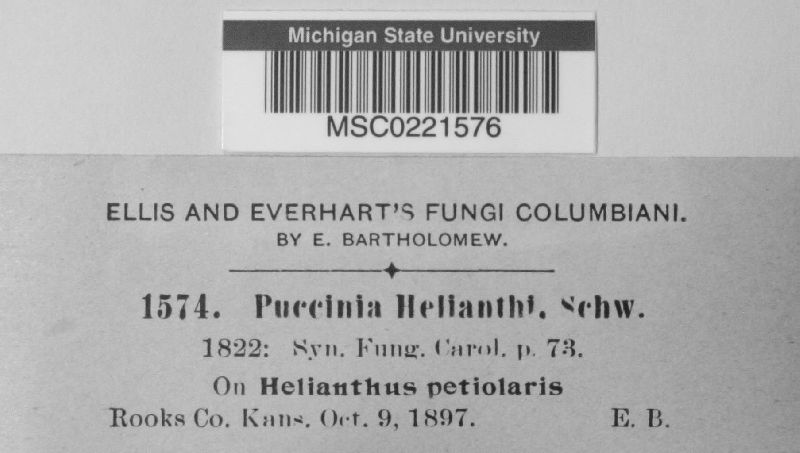 Michigan State University
MSC0221576
ELLIS AND EVERHART'S FUNGI COLUMBIANI.
BY E. BARTHOLOMEW.
1574. Puccinia Helianthi, Schw.
1822: Syn. Fung. Carol. p. 73.
On Helianthus petiolaris
Rooks Co. Kans. Oct. 9, 1897. E. B.